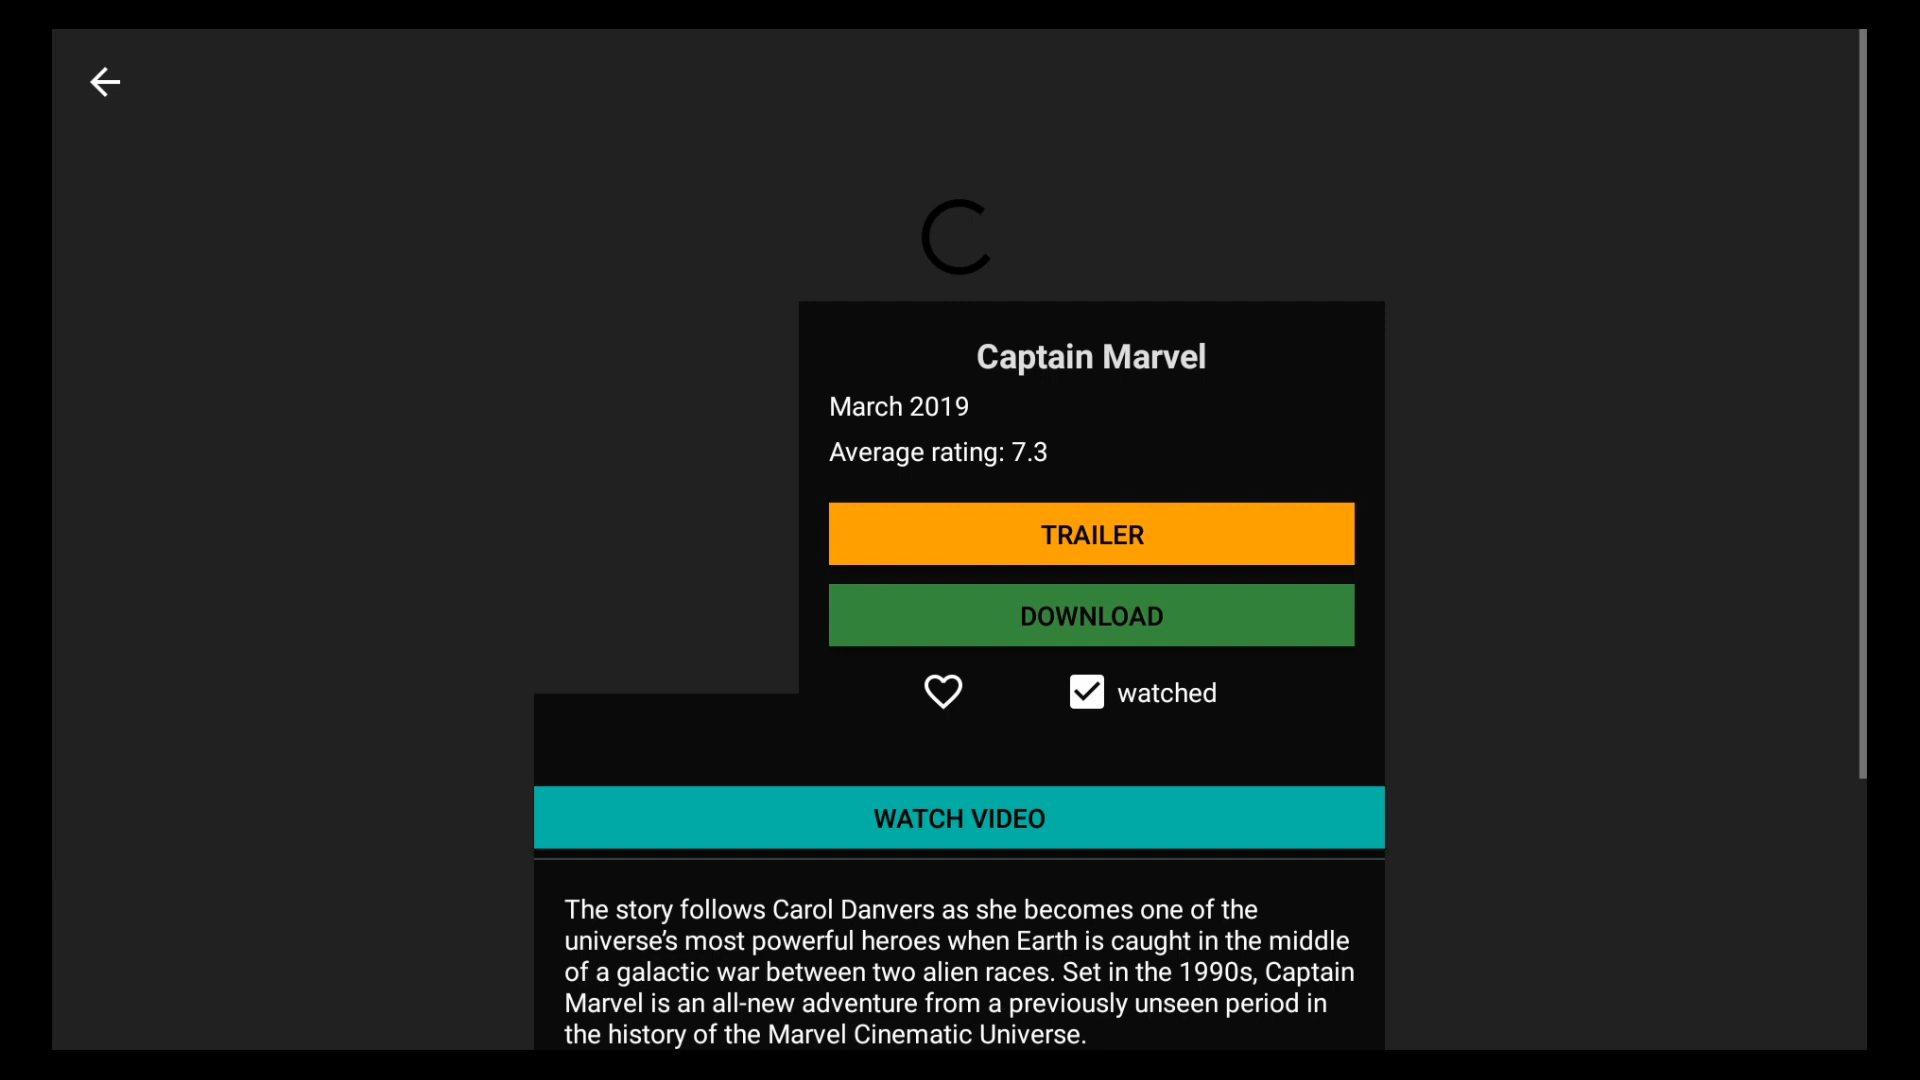 Captain Marvel
March 2019
Average rating: 7.3
TRAILER
DOWNLOAD
watched
WATCH VIDEO
The story follows Carol Danvers as she becomes one of the
universe’s most powerful heroes when Earth is caught in the middle
of a galactic war between two alien races. Set in the 1990s, Captain
Marvel is an all-new adventure from a previously unseen period in
the history of the Marvel Cinematic Universe.